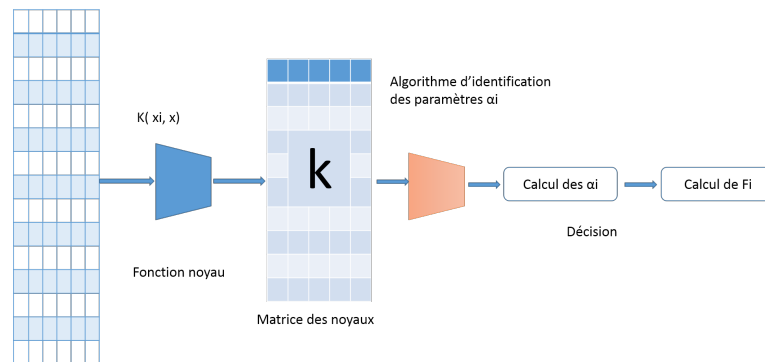 K( xi, x)
Fonction noyau
k
Matrice des noyaux
Algorithme d’identification
des paramètres αi
Calcul des αi
Calcul de Fi
Décision